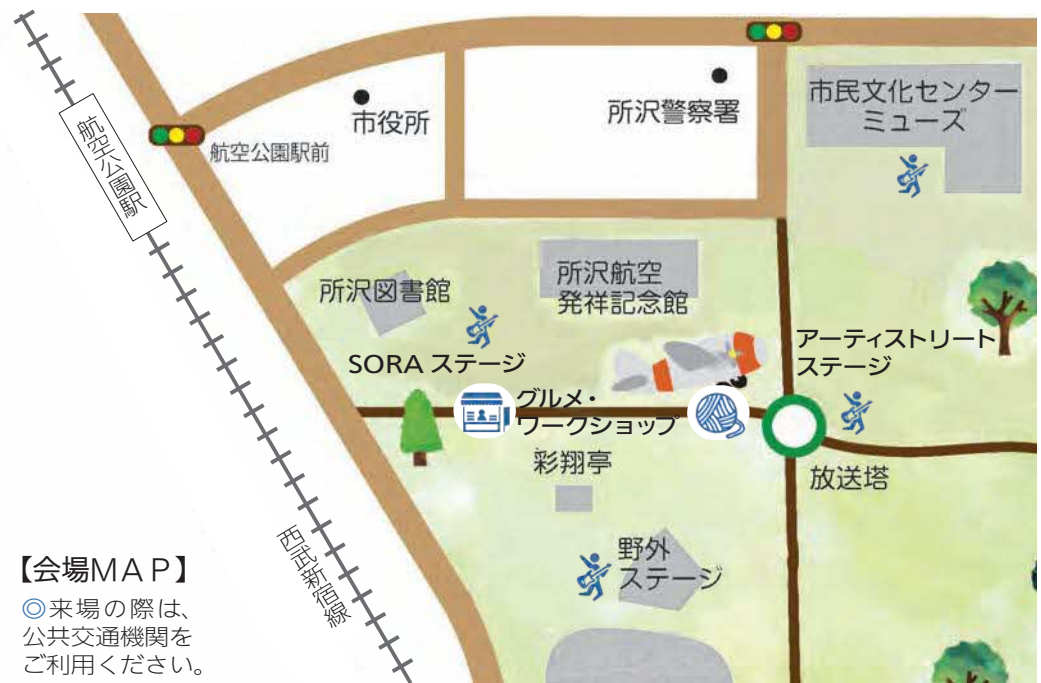 市役所
所沢警察署
市民文化センター
ミューズ
航空公園駅前
航空公園駅
所沢図書館
所沢航空
発祥記念館
SORA ステージ
アーティストリート
ステージ
グルメ・
ワークショップ
彩翔亭
放送塔
野外
ステージ
西武新宿線
【会場MAP】
◎来場の際は、
公共交通機関を
ご利用ください。